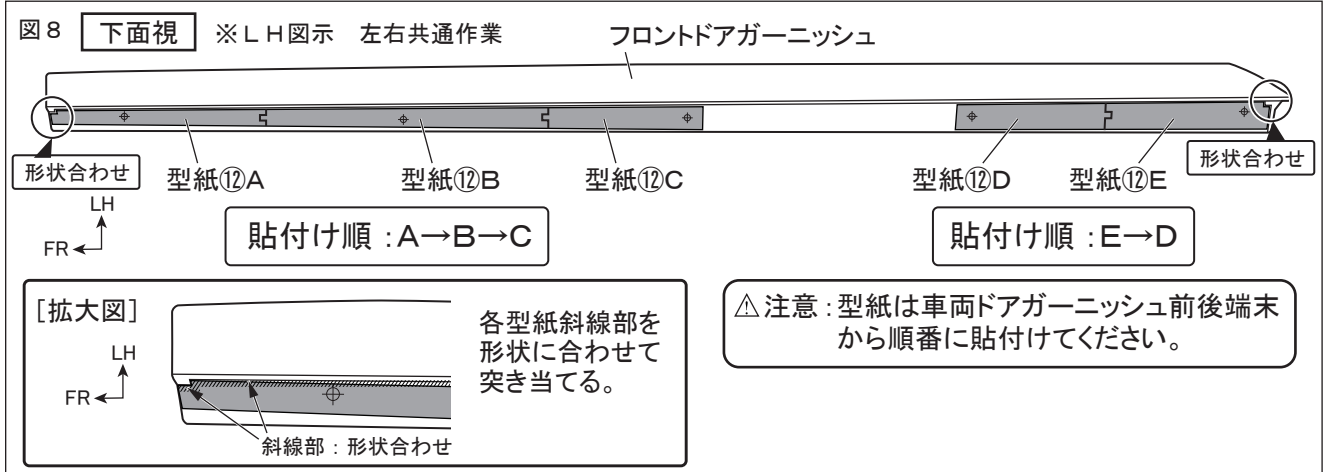 図8 下面視 ※LH図示 左右共通作業
フロントドアガーニッシュ
形状合わせ
型紙⑫A
型紙⑫B
型紙⑫C
型紙⑫D
型紙⑫E
形状合わせ
LH
FR
貼付け順:A→B→C
貼付け順:E→D
[拡大図]
LH
FR
各型紙斜線部を
形状に合わせて
突き当てる。
斜線部:形状合わせ
⚠注意:型紙は車両ドアガーニッシュ前後端末
から順番に貼付けてください。